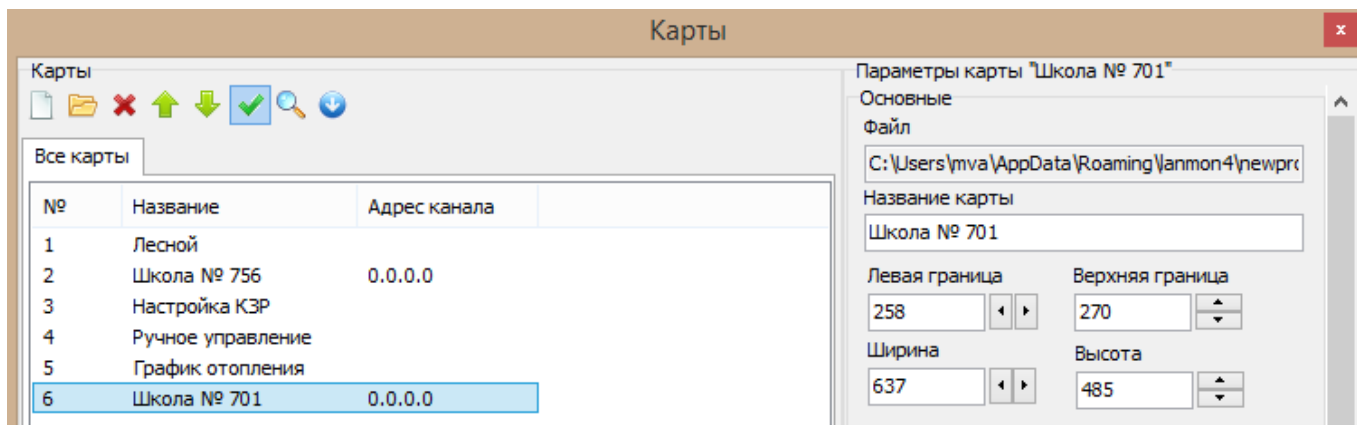 Карты
x
Карты
Все карты
№ Название Адрес канала
1 Лесной
2 Школа № 756 0.0.0.0
3 Настройка КЗР
4 Ручное управление
5 График отопления
6 Школа № 701 0.0.0.0
Параметры карты "Школа № 701"
Основные
Файл
C:\Users\mva\AppData\Roaming\lanmon4\newpro
Название карты
Школа № 701
Левая граница Верхняя граница
258 270
Ширина Высота
637 485